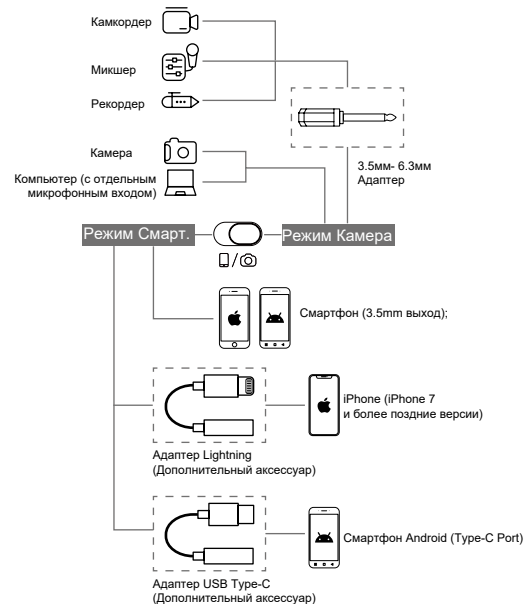 Камкордер
Микшер
Рекордер
Камера
Компьютер (с отдельным
микрофонным входом)
3.5мм- 6.3мм
Адаптер
Режим Смарт.
Режим Камера
Смартфон (3.5mm выход);
iPhone (iPhone 7
и более поздние версии)
Адаптер Lightning
(Дополнительный аксессуар)
Смартфон Android (Type-C Port)
Адаптер USB Type-C
(Дополнительный аксессуар)